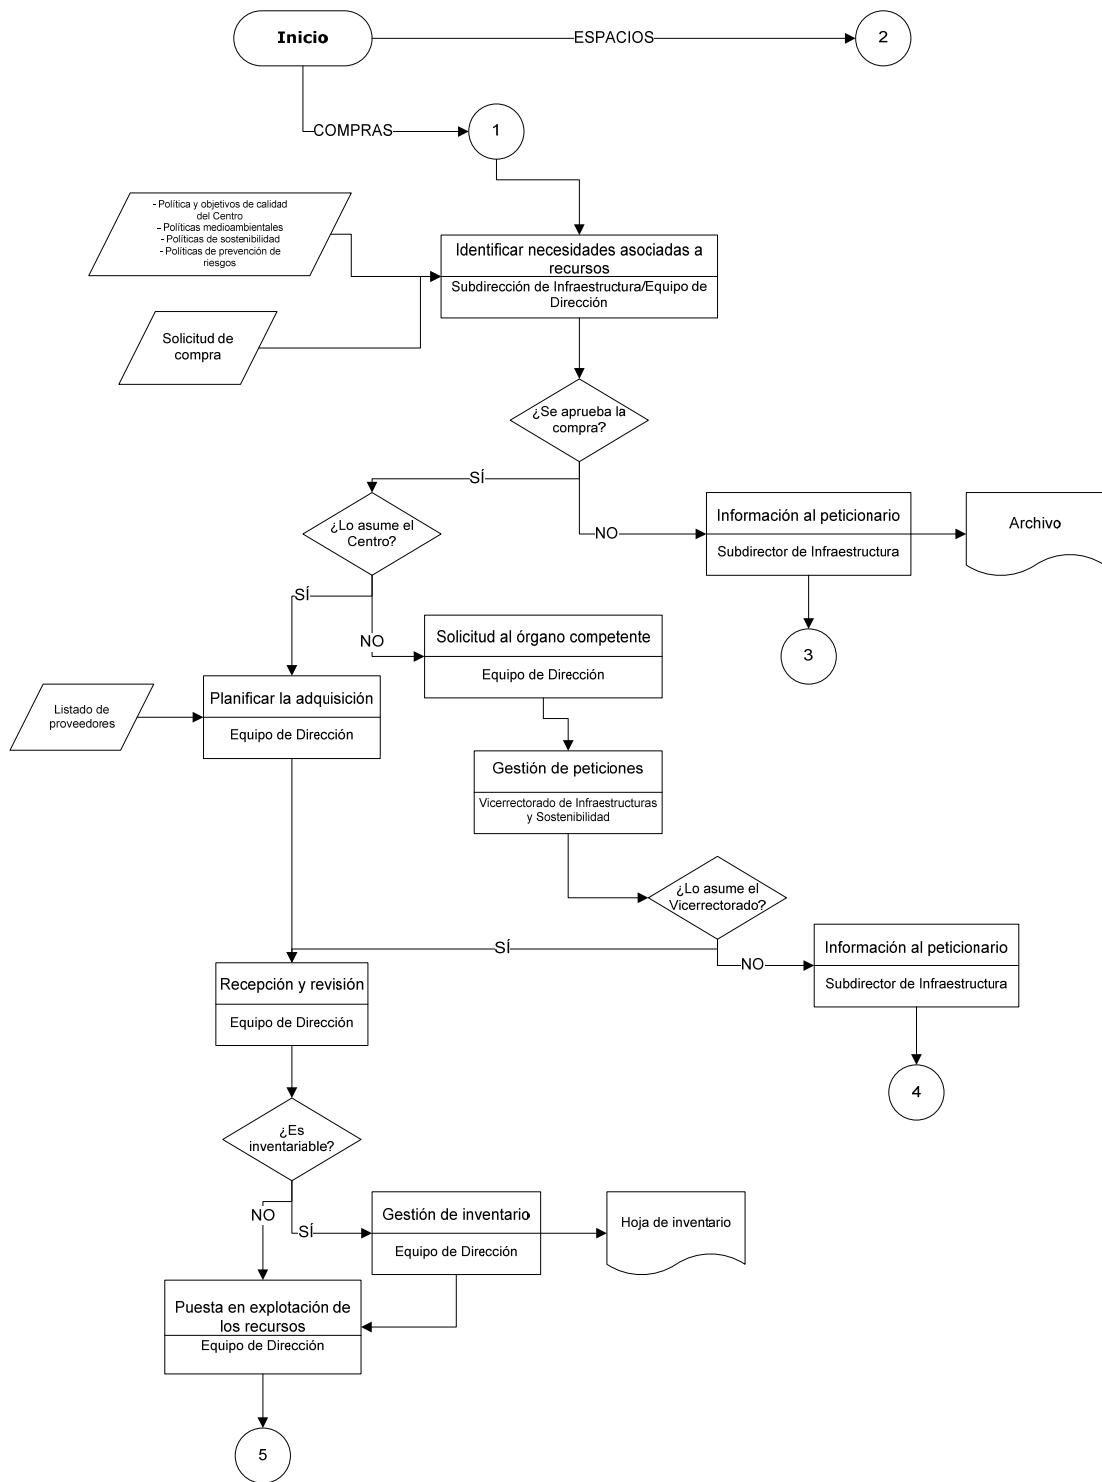 Inicio
ESPACIOS
2
COMPRAS
1
- Política y objetivos de calidad
del Centro
- Políticas medioambientales
- Políticas de sostenibilidad
- Políticas de prevención de
riesgos
Identificar necesidades asociadas a
recursos
Subdirección de Infraestructura/Equipo de
Dirección
Solicitud de
compra
¿Se aprueba la
compra?
SÍ
NO
¿Lo asume el
Centro?
Información al peticionario
Subdirector de Infraestructura
Archivo
SÍ
NO
3
Solicitud al órgano competente
Equipo de Dirección
Listado de
proveedores
Planificar la adquisición
Equipo de Dirección
Gestión de peticiones
Vicerrectorado de Infraestructuras
y Sostenibilidad
¿Lo asume el
Vicerrectorado?
SÍ
NO
Información al peticionario
Subdirector de Infraestructura
Recepción y revisión
Equipo de Dirección
4
¿Es
inventariable?
NO
SÍ
Gestión de inventario
Equipo de Dirección
Hoja de inventario
Puesta en explotación de
los recursos
Equipo de Dirección
5